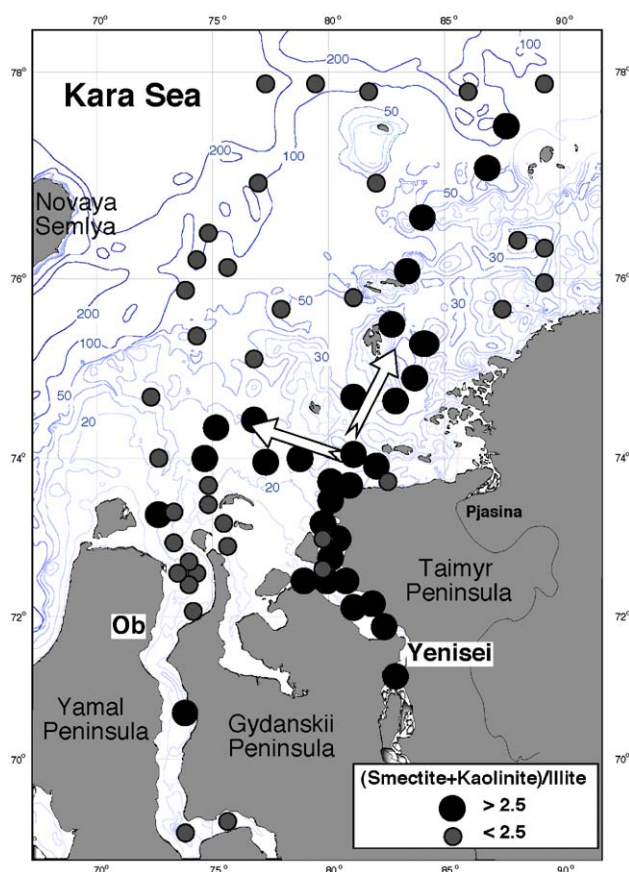 70° 75° 80° 85° 90°
78°
78°
200
100
50
200
100
Kara Sea
Novaya
Semlya
50
30
76°
76°
200
100
50
50
30
30
20
74°
74°
20
Pjasina
Taimyr
Peninsula
72°
72°
Ob
Yenisei
Yamal
Peninsula
Gydanskii
Peninsula
70°
70°
(Smectite+Kaolinite)/Illite
> 2.5
< 2.5
70° 75° 80° 85° 90°